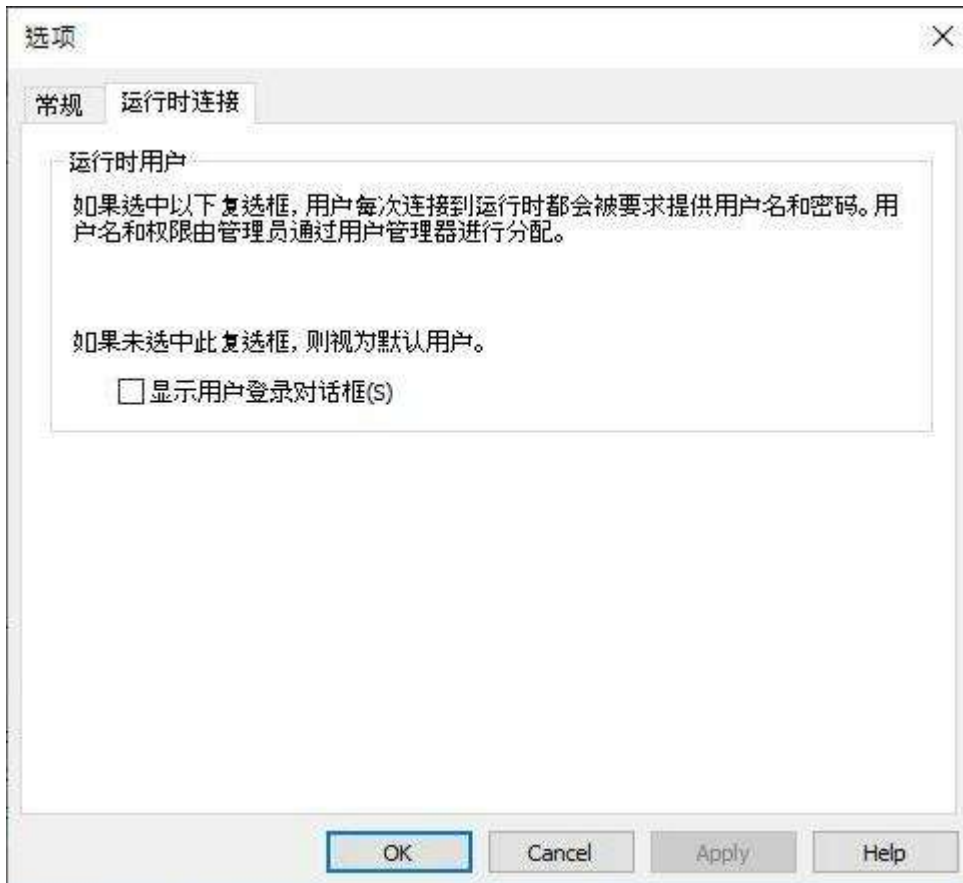 选项
常规 运行时连接
运行时用户
如果选中以下复选框，用户每次连接到运行时都会被要求提供用户名和密码。用
户名和权限由管理员通过用户管理器进行分配。
如果未选中此复选框，则视为默认用户。
显示用户登录对话框(S)
OK Cancel Apply Help